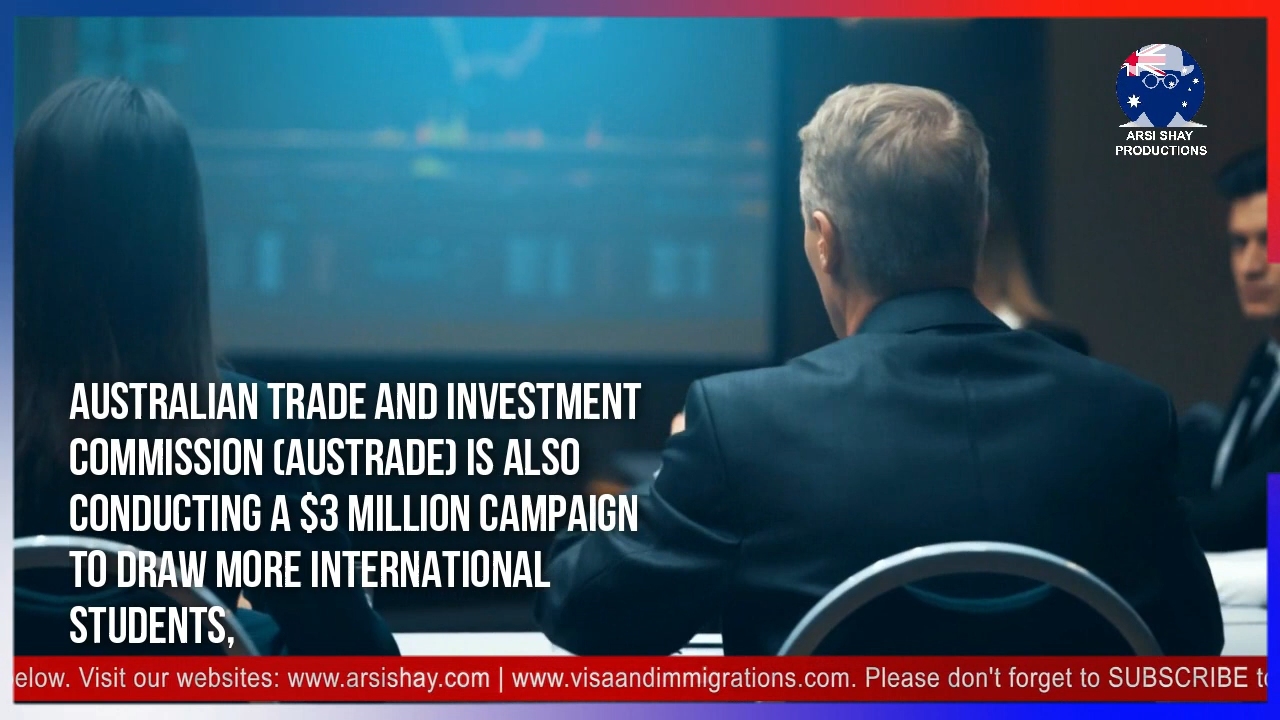 ARSI SHAY
PRODUCTIONS
AUSTRALIAN TRADE AND INVESTMENT
COMMISSION (AUSTRADE) IS ALSO
CONDUCTING A $3 MILLION CAMPAIGN
TO DRAW MORE INTERNATIONAL
STUDENTS,
elow. Visit our websites: www.arsishay.com | www.visaandimmigrations.com. Please don't forget to SUBSCRIBE to